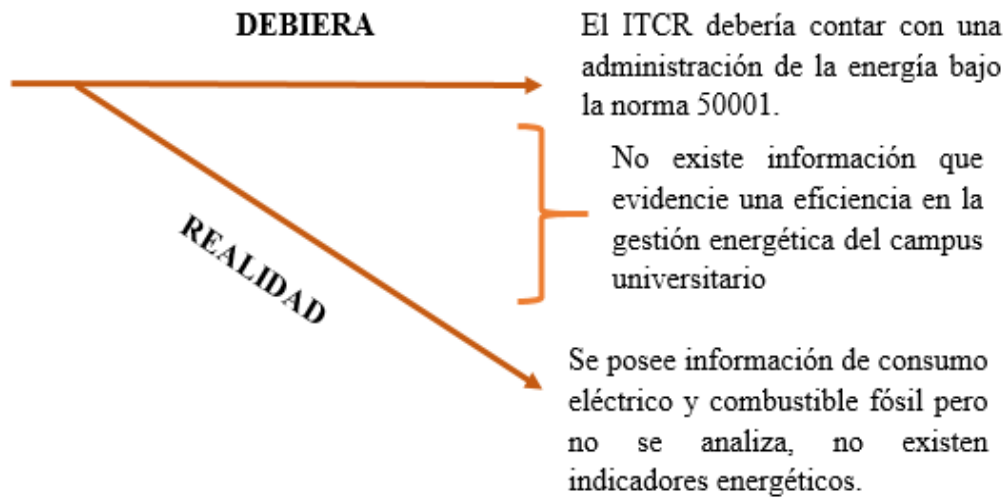 DEBIERA
El ITCR debería contar con una
administración de la energía bajo
la norma 50001.
No existe información que
evidencie una eficiencia en la
gestión energética del campus
universitario
REALIDAD
Se posee información de consumo
eléctrico y combustible fósil pero
no se analiza, no existen
indicadores energéticos.